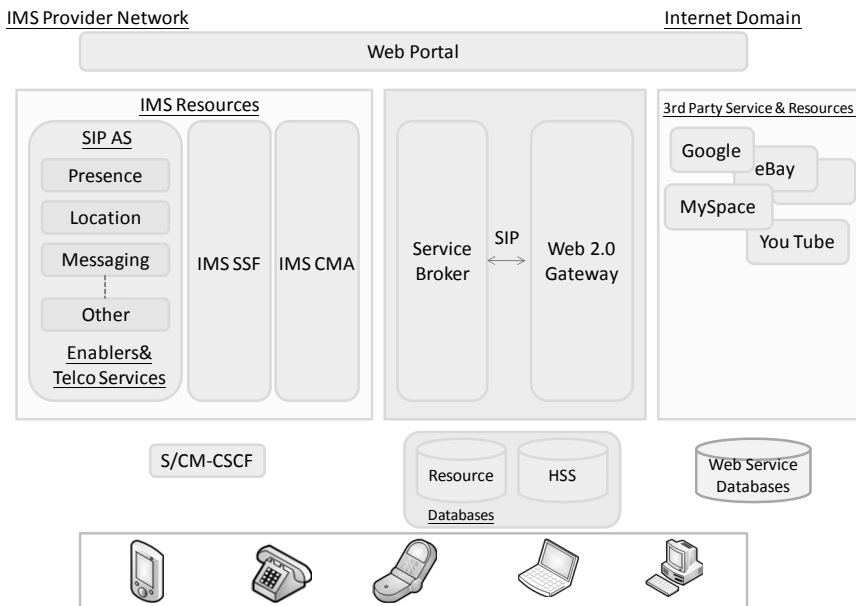 IMS Provider Network
Internet Domain
Web Portal
IMS Resources
SIP AS
Presence
Location
Messaging
Other
Enablers&
Telco Services
IMS SSF
IMS CMA
Service
Broker
SIP
Web 2.0
Gateway
3rd Party Service & Resources
Google
eBay
MySpace
You Tube
S/CM-CSCF
Resource
HSS
Databases
Web Service
Databases